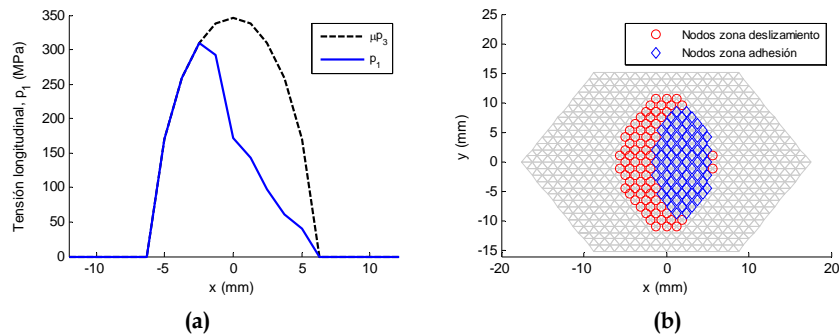 350
300
250
200
150
100
50
0
Tensión longitudinal, p1 (MPa)
-10
-5
0
5
10
x (mm)
μp3
p1
(a)
25
20
15
10
5
0
-5
-10
-15
y (mm)
-20
-10
0
10
20
x (mm)
Nodos zona deslizamiento
Nodos zona adhesión
(b)